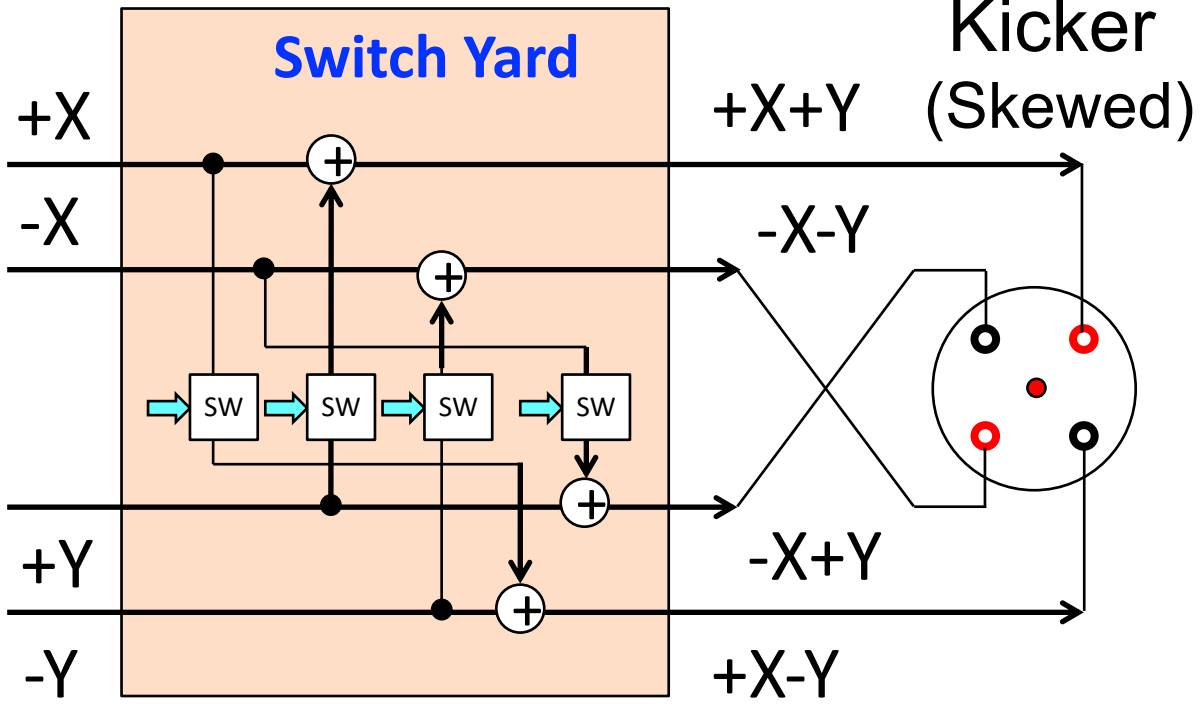 Kicker
(Skewed)
Switch Yard
+X
+X+Y
+
-X
-X-Y
+
SW
SW
SW
SW
+
+Y
-X+Y
+
-Y
+X-Y